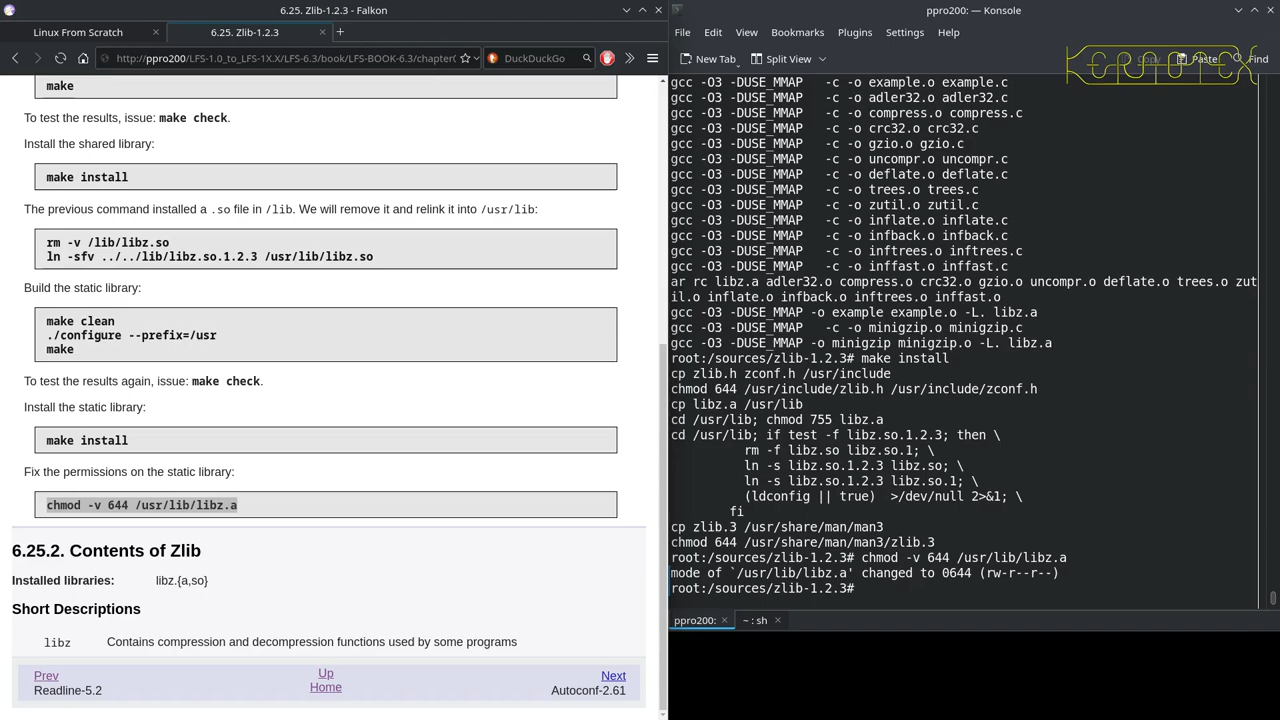 6.25. Zlib-1.2.3 - Falkon
Linux From Scratch
6.25. Zlib-1.2.3
http://ppro200/LFS-1.0_to_LFS-1X.X/LFS-6.3/book/LFS-BOOK-6.3/chapter(
DuckDuckGo
make
To test the results, issue: make check.
Install the shared library:
make install
The previous command installed a .so file in /lib. We will remove it and relink it into /usr/lib:
rm -v /lib/libz.so
ln -sfv ../../lib/libz.so.1.2.3 /usr/lib/libz.so
Build the static library:
make clean
./configure --prefix=/usr
make
To test the results again, issue: make check.
Install the static library:
make install
Fix the permissions on the static library:
chmod -v 644 /usr/lib/libz.a
6.25.2. Contents of Zlib
Installed libraries: libz.{a,so}
Short Descriptions
libz Contains compression and decompression functions used by some programs
Prev Up Next
Readline-5.2 Home Autoconf-2.61
ppro200: — Konsole
File Edit View Bookmarks Plugins Settings Help
New Tab Split View Copy Paste Find
gcc -O3 -DUSE_MMAP   -c -o example.o example.c
gcc -O3 -DUSE_MMAP   -c -o adler32.o adler32.c
gcc -O3 -DUSE_MMAP   -c -o compress.o compress.c
gcc -O3 -DUSE_MMAP   -c -o crc32.o crc32.c
gcc -O3 -DUSE_MMAP   -c -o gzio.o gzio.c
gcc -O3 -DUSE_MMAP   -c -o uncompr.o uncompr.c
gcc -O3 -DUSE_MMAP   -c -o deflate.o deflate.c
gcc -O3 -DUSE_MMAP   -c -o trees.o trees.c
gcc -O3 -DUSE_MMAP   -c -o zutil.o zutil.c
gcc -O3 -DUSE_MMAP   -c -o inflate.o inflate.c
gcc -O3 -DUSE_MMAP   -c -o infback.o infback.c
gcc -O3 -DUSE_MMAP   -c -o inftrees.o inftrees.c
gcc -O3 -DUSE_MMAP   -c -o inffast.o inffast.c
ar rc libz.a adler32.o compress.o crc32.o gzio.o uncompr.o deflate.o trees.o zut
il.o inflate.o infback.o inftrees.o inffast.o
gcc -O3 -DUSE_MMAP -o example example.o -L. libz.a
gcc -O3 -DUSE_MMAP   -c -o minigzip.o minigzip.c
gcc -O3 -DUSE_MMAP -o minigzip minigzip.o -L. libz.a
root:/sources/zlib-1.2.3# make install
cp zlib.h zconf.h /usr/include
chmod 644 /usr/include/zlib.h /usr/include/zconf.h
cp libz.a /usr/lib
cd /usr/lib; chmod 755 libz.a
cd /usr/lib; if test -f libz.so.1.2.3; then \
rm -f libz.so libz.so.1; \
ln -s libz.so.1.2.3 libz.so; \
ln -s libz.so.1.2.3 libz.so.1; \
(ldconfig || true)  >/dev/null 2>&1; \
fi
cp zlib.3 /usr/share/man/man3
chmod 644 /usr/share/man/man3/zlib.3
root:/sources/zlib-1.2.3# chmod -v 644 /usr/lib/libz.a
mode of `/usr/lib/libz.a' changed to 0644 (rw-r--r--)
root:/sources/zlib-1.2.3#
ppro200: ~ : sh